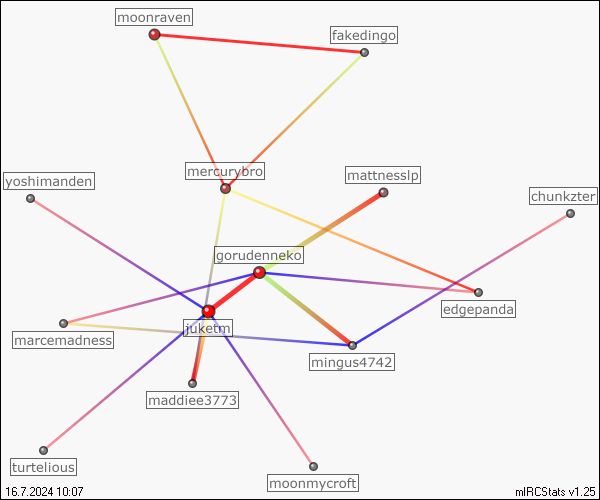 moonraven
fakedingo
mercurybro
mattnesslp
yoshimanden
chunkzter
gorudenneko
edgepanda
juketm
marcemadness
mingus4742
maddiee3773
turtelious
moonmycroft
16.7.2024 10:07
mIRCStats v1.25